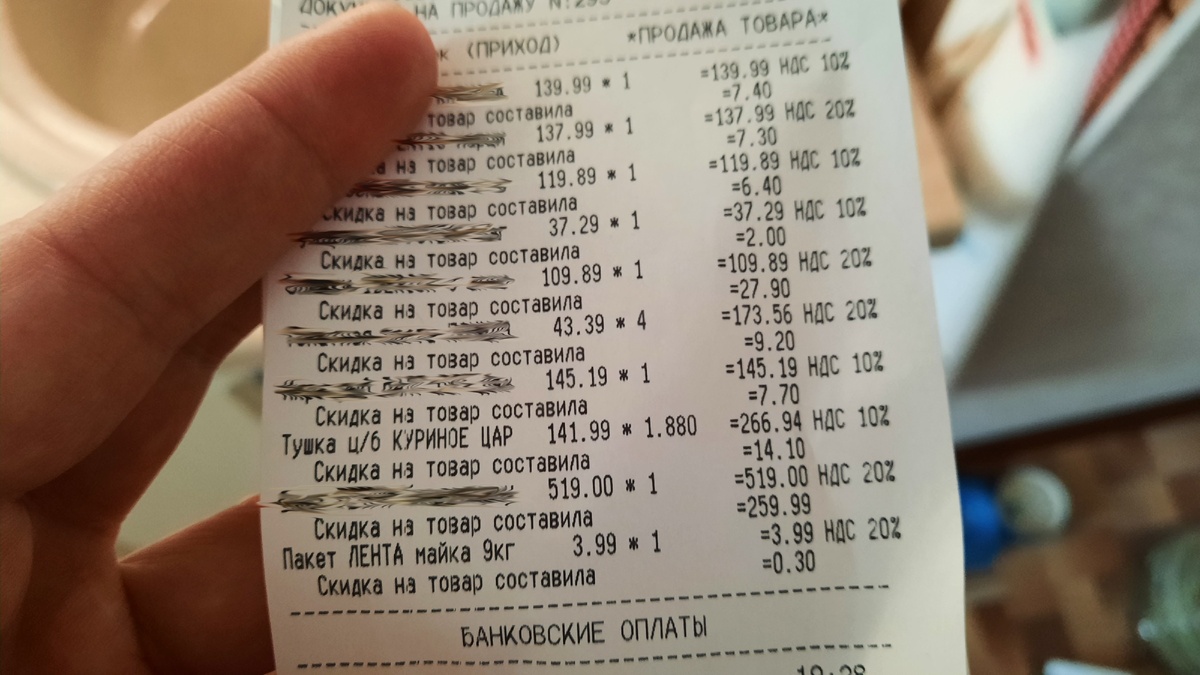 НА ПРОДАЖУ N:295
(ПРИХОД) *ПРОДАЖА ТОВАРА*
139.99 * 1 =139.99 НДС 10%
товар составила =7.40
137.99 * 1 =137.99 НДС 20%
на товар составила =7.30
119.89 * 1 =119.89 НДС 10%
Скидка на товар составила =6.40
37.29 * 1 =37.29 НДС 10%
Скидка на товар составила =2.00
109.89 * 1 =109.89 НДС 20%
Скидка на товар составила =27.90
43.39 * 4 =173.56 НДС 20%
Скидка на товар составила =9.20
145.19 * 1 =145.19 НДС 10%
Скидка на товар составила =7.70
Тушка ц/б КУРИНОЕ ЦАР 141.99 * 1.880 =266.94 НДС 10%
Скидка на товар составила =14.10
519.00 * 1 =519.00 НДС 20%
Скидка на товар составила =259.99
Пакет ЛЕНТА майка 9кг 3.99 * 1 =3.99 НДС 20%
Скидка на товар составила =0.30
БАНКОВСКИЕ ОПЛАТЫ